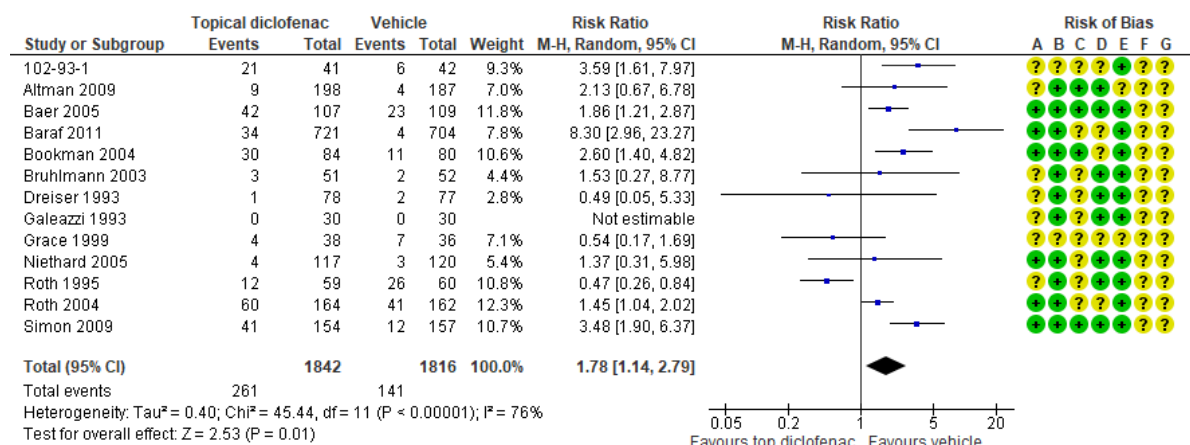 Topical diclofenac Vehicle Risk Ratio Risk Ratio Risk of Bias
Study or Subgroup Events Total Events Total Weight M-H, Random, 95% CI M-H, Random, 95% CI A B C D E F G
102-93-1 21 41 6 42 9.3% 3.59 [1.61, 7.97] ? ? ? ? + ? ?
Altman 2009 9 198 4 187 7.0% 2.13 [0.67, 6.78] ? + + + + ? ?
Baer 2005 42 107 23 109 11.8% 1.86 [1.21, 2.87] + + + + + ? ?
Baraf 2011 34 721 4 704 7.8% 8.30 [2.96, 23.27] + + ? ? + ? ?
Bookman 2004 30 84 11 80 10.6% 2.60 [1.40, 4.82] + + + ? + ? ?
Bruhlmann 2003 3 51 2 52 4.4% 1.53 [0.27, 8.77] ? + ? + + ? ?
Dreiser 1993 1 78 2 77 2.8% 0.49 [0.05, 5.33] ? + ? + + ? ?
Galeazzi 1993 0 30 0 30 Not estimable ? + ? + + ? ?
Grace 1999 4 38 7 36 7.1% 0.54 [0.17, 1.69] ? ? ? ? ? ? ?
Niethard 2005 4 117 3 120 5.4% 1.37 [0.31, 5.98] + + ? + + ? ?
Roth 1995 12 59 26 60 10.8% 0.47 [0.26, 0.84] ? + ? + + ? ?
Roth 2004 60 164 41 162 12.3% 1.45 [1.04, 2.02] + + ? ? + ? ?
Simon 2009 41 154 12 157 10.7% 3.48 [1.90, 6.37] + + + + + ? ?
Total (95% CI) 1842 1816 100.0% 1.78 [1.14, 2.79]
Total events 261 141
Heterogeneity: Tau² = 0.40; Chi² = 45.44, df = 11 (P < 0.00001); I² = 76%
Test for overall effect: Z = 2.53 (P = 0.01)
0.05 0.2 1 5 20
Favours top diclofenac Favours vehicle